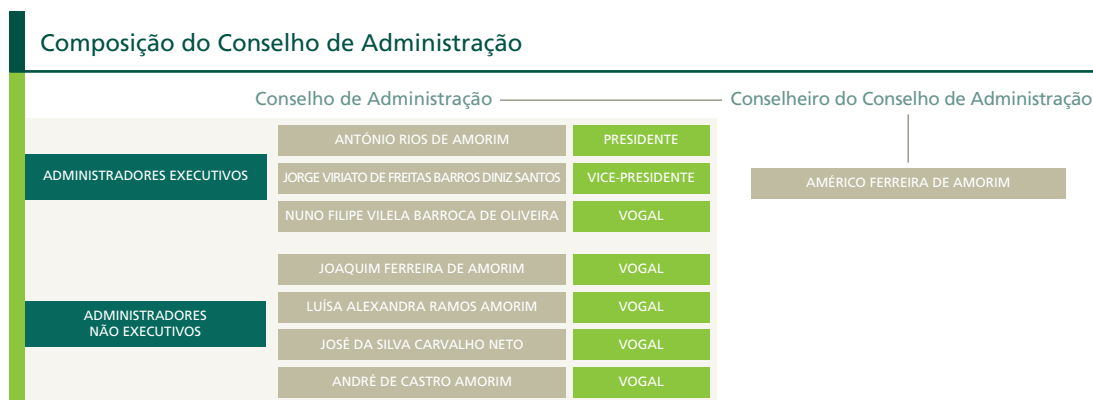 Composição do Conselho de Administração
Conselho de Administração
Conselheiro do Conselho de Administração
ADMINISTRADORES EXECUTIVOS
ANTÓNIO RIOS DE AMORIM
PRESIDENTE
JORGE VIRIATO DE FREITAS BARROS DINIZ SANTOS
VICE-PRESIDENTE
NUNO FILIPE VILELA BARROCA DE OLIVEIRA
VOGAL
AMÉRICO FERREIRA DE AMORIM
ADMINISTRADORES
NÃO EXECUTIVOS
JOAQUIM FERREIRA DE AMORIM
VOGAL
LUÍSA ALEXANDRA RAMOS AMORIM
VOGAL
JOSÉ DA SILVA CARVALHO NETO
VOGAL
ANDRÉ DE CASTRO AMORIM
VOGAL